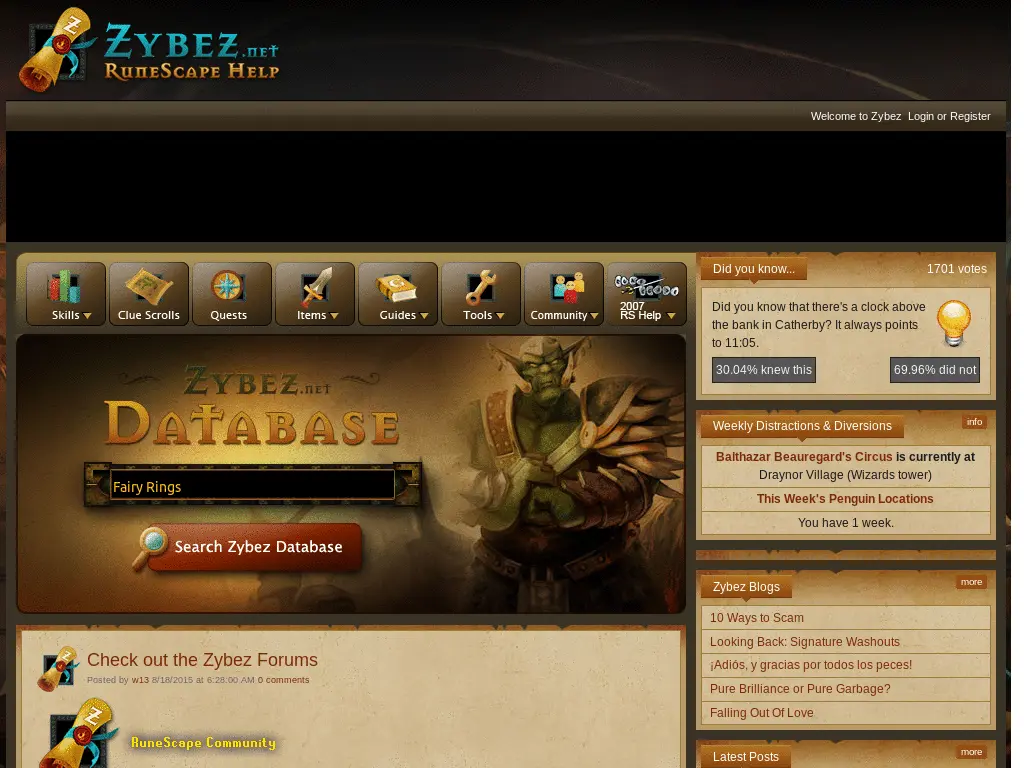 ZYBEZ.net
RuneScape Help
Welcome to Zybez Login or Register
Skills
Clue Scrolls
Quests
Items
Guides
Tools
Community
2007
RS Help
Zybez.net
Database
Fairy Rings
Search Zybez Database
Check out the Zybez Forums
Posted by w13 8/18/2015 at 6:28:00 AM 0 comments
RuneScape Community
Did you know...
1701 votes
Did you know that there's a clock above
the bank in Catherby? It always points
to 11:05.
30.04% knew this
69.96% did not
Weekly Distractions & Diversions
info
Balthazar Beauregard's Circus is currently at
Draynor Village (Wizards tower)
This Week's Penguin Locations
You have 1 week.
Zybez Blogs
more
10 Ways to Scam
Looking Back: Signature Washouts
¡Adiós, y gracias por todos los peces!
Pure Brilliance or Pure Garbage?
Falling Out Of Love
Latest Posts
more